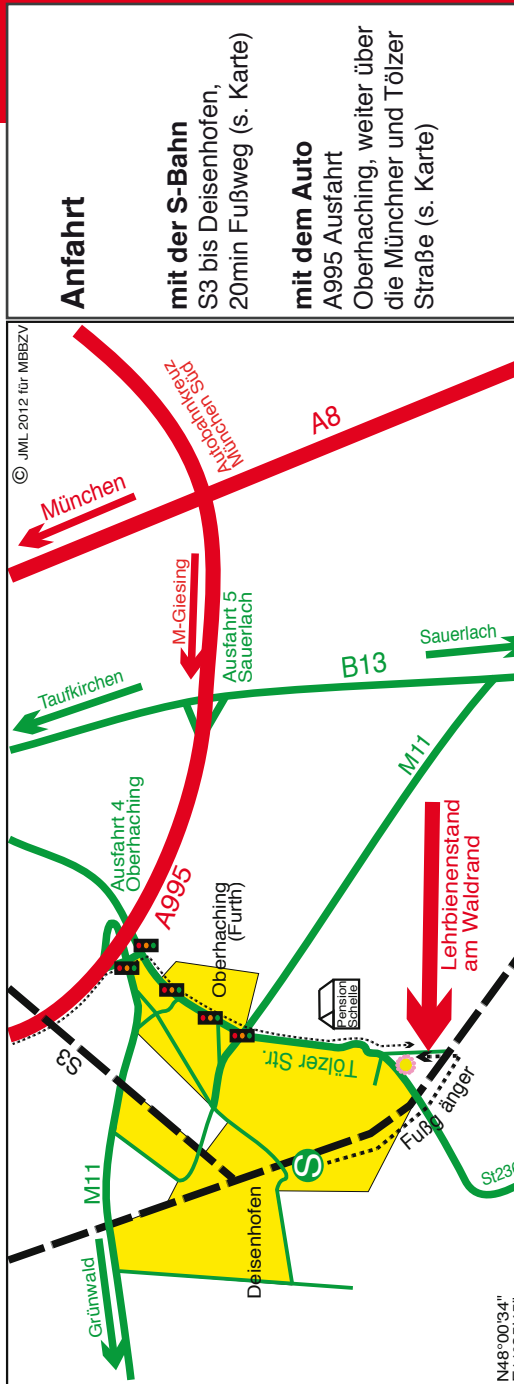 Anfahrt
mit der S-Bahn
S3 bis Deisenhofen,
20min Fußweg (s. Karte)
mit dem Auto
A995 Ausfahrt
Oberhaching, weiter über
die Münchner und Tölzer
Straße (s. Karte)
© JML 2012 für MBBZV
München
Autobahnkreuz
München Süd
A8
M-Giesing
Ausfahrt 5
Sauerlach
Taufkirchen
B13
Sauerlach
M11
Ausfahrt 4
Oberhaching
A995
Oberhaching
(Furth)
Lehrbienenstand
am Waldrand
Pension
Schelle
Tölzer Str.
S3
M11
Grünwald
Deisenhofen
S
Fußg änger
N48°00'34"